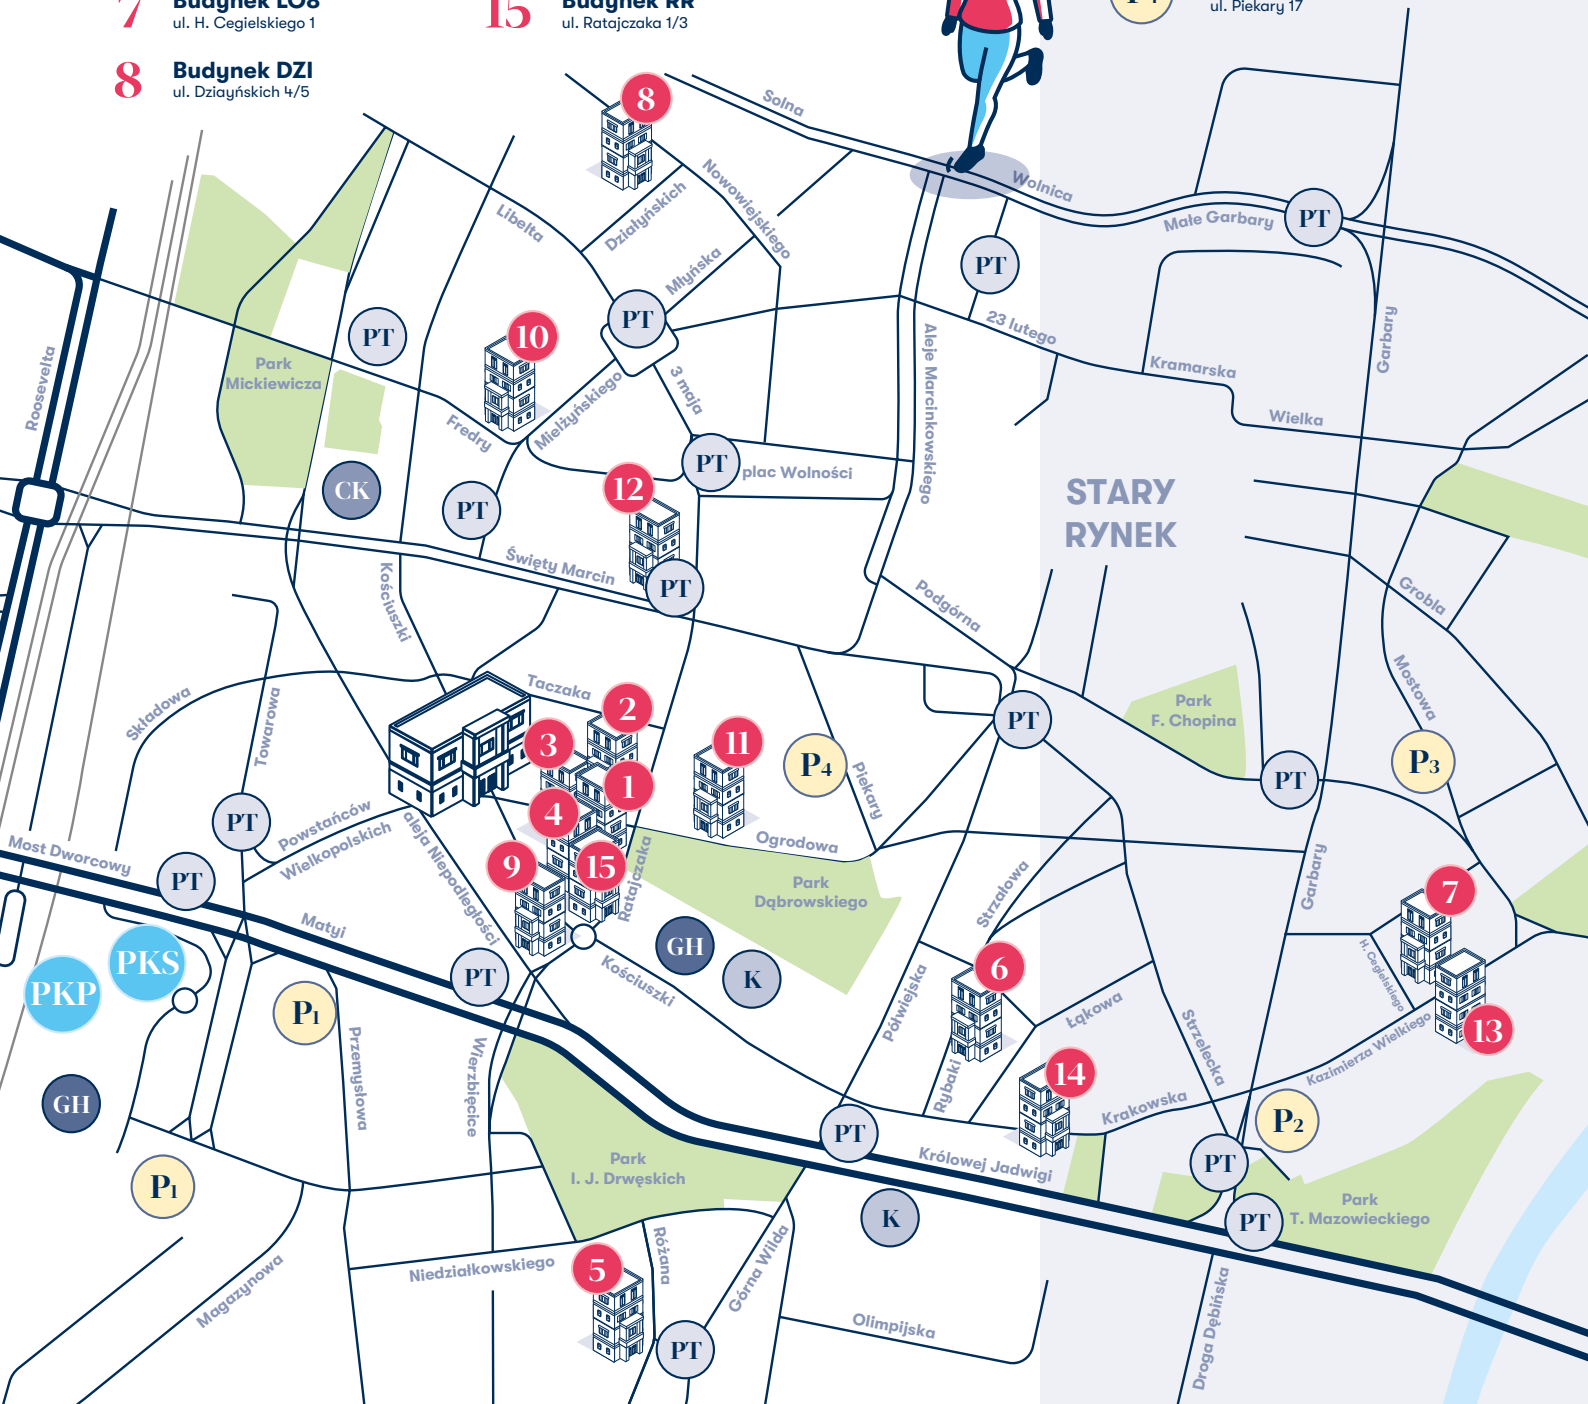 7
Budynek LO8
ul. H. Cegielskiego 1
15
Budynek RR
ul. Ratajczaka 1/3
ul. Piekary 17
8
Budynek DZI
ul. Dziayńskich 4/5
8
Solna
Wolnica
Małe Garbary
PT
Nowowiejskiego
Działyńskich
Libelta
Młyńska
PT
PT
PT
10
23 lutego
Kramarska
Garbary
Park
Mickiewicza
Roosevelta
Aleje Marcinkowskiego
3 maja
Mielżyńskiego
Fredry
Wielka
PT
plac Wolności
CK
PT
12
STARY
RYNEK
Święty Marcin
PT
Kościuszki
Podgórna
Grobla
Mostowa
Taczaka
Składowa
Towarowa
2
3
11
1
4
P4
Piekary
PT
Park
F. Chopina
PT
P3
PT
Powstańców
Wielkopolskich
aleja Niepodległości
Ogrodowa
Most Dworcowy
PT
9
15
Ratajczaka
Park
Dąbrowskiego
Strzałowa
Garbary
7
Matyi
GH
K
PKS
PKP
PT
Kościuszki
6
H. Cegielskiego
Półwiejska
Łąkowa
P1
Przemysłowa
Wierzbięcice
13
Kazimierza Wielkiego
Strzelecka
14
Rybaki
Krakowska
GH
PT
P2
P1
Park
I. J. Drwęskich
Królowej Jadwigi
PT
K
PT
Park
T. Mazowieckiego
Magazynowa
Niedziałkowskiego
5
Różana
Górna Wilda
PT
Olimpijska
Droga Dębińska